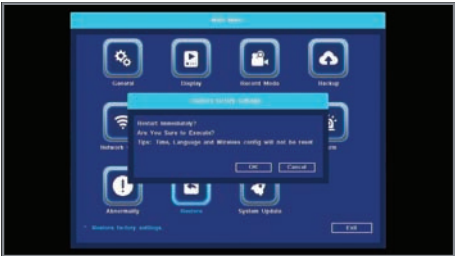 Main Menu
General
Display
Record Mode
Backup
Restore factory settings
Restart immediately?
Are You Sure to Execute?
Tips: Time, Language and Wireless config will not be reset
OK
Cancel
Network
Abnormally
Restore
System Update
* Restore factory settings
Exit